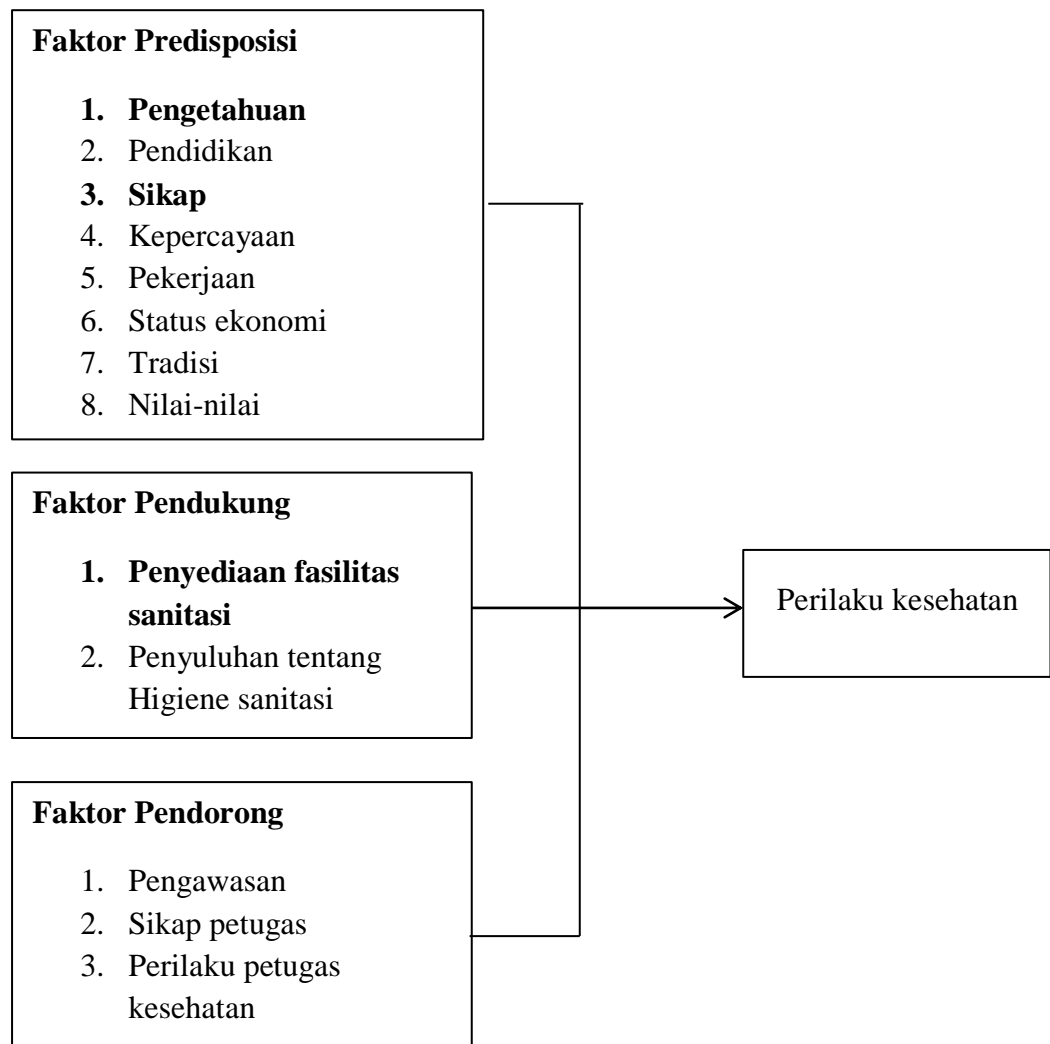 Faktor Predisposisi
1. Pengetahuan
2. Pendidikan
3. Sikap
4. Kepercayaan
5. Pekerjaan
6. Status ekonomi
7. Tradisi
8. Nilai-nilai
Faktor Pendukung
1. Penyediaan fasilitas
sanitasi
2. Penyuluhan tentang
Higiene sanitasi
Perilaku kesehatan
Faktor Pendorong
1. Pengawasan
2. Sikap petugas
3. Perilaku petugas
kesehatan